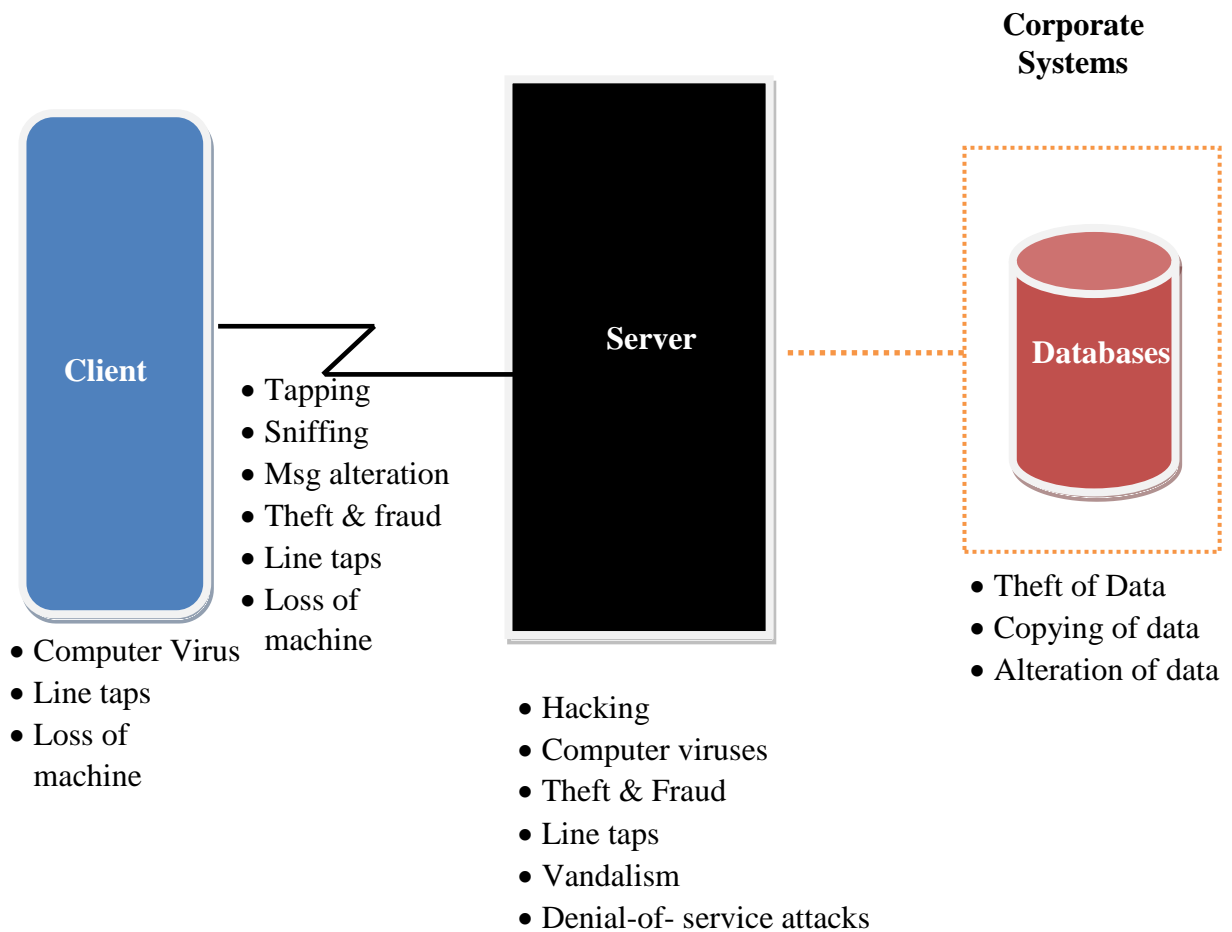 Corporate
Systems
Client
Server
Databases
• Tapping
• Sniffing
• Msg alteration
• Theft & fraud
• Line taps
• Loss of
machine
• Computer Virus
• Line taps
• Loss of
machine
• Hacking
• Computer viruses
• Theft & Fraud
• Line taps
• Vandalism
• Denial-of- service attacks
• Theft of Data
• Copying of data
• Alteration of data